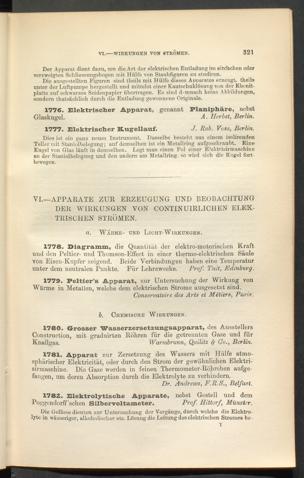 VI.—WIRKUNGEN VON STRÖMEN. 321
Der Apparat dient dazu, um die Art der elektrischen Entladung im einfachen oder
verzweigten Schliessungsbogen mit Hülfe von Staubfiguren zu studiren.
Die ausgestellten Figuren sind theils mit Hülfe dieses Apparates erzeugt, theils
unter der Luftpumpe hergestellt und mittelst einer Kautschuklösung von der Ebonit-
platte auf schwarzes Seidenpapier übertragen. Es sind demnach keine Abbildungen,
sondern thatsächlich durch die Entladung gewonnene Originale.
1776. Elektrischer Apparat, genannt Planiphäre, nebst
Glaskugel. A. Herbst, Berlin.
1777. Elektrischer Kugellauf. J. Rob. Voss, Berlin.
Dies ist ein ganz neues Instrument. Dasselbe besteht aus einem isolirenden
Teller mit Stanniolbelegung; auf demselben ist ein Metallring aufgeschraubt. Eine
Kugel von Glas läuft in demselben. Legt man einen Pol einer Elektrisirmaschine
an der Stanniolbelegung und den andern am Metallring, so wird sich die Kugel fort-
bewegen.
VI.—APPARATE ZUR ERZEUGUNG UND BEOBACHTUNG
DER WIRKUNGEN VON CONTINUIRLICHEN ELEK-
TRISCHEN STRÖMEN.
a. WÄRME- UND LICHT-WIRKUNGEN.
1778. Diagramm, die Quantität der elektro-motorischen Kraft
und den Peltier- und Thomson-Effect in einer thermo-elektrischen Säule
von Eisen-Kupfer zeigend. Beide Verbindungen haben eine Temperatur
unter dem neutralen Punkte. Für Lehrzwecke. Prof. Tait, Edinburg.
1779. Peltier's Apparat, zur Untersuchung der Wirkung von
Wärme in Metallen, welche dem elektrischen Strome ausgesetzt sind.
Conservatoire des Arts et Métiers, Paris.
b. CHEMISCHE WIRKUNGEN.
1780. Grosser Wasserzersetzungsapparat, des Ausstellers
Construction, mit graduirten Röhren für die getrennten Gase und für
Knallgas. Warmbrunn, Quilitz & Co., Berlin.
1781. Apparat zur Zersetzung des Wassers mit Hülfe atmo-
sphärischer Elektricität, oder durch den Strom der gewöhnlichen Elektri-
sirmaschine. Die Gase werden in feinen Thermometer-Röhrchen aufge-
fangen, um deren Absorption durch die Elektrolyte zu verhindern.
Dr. Andrews, F.R.S., Belfast.
1782. Elektrolytische Apparate, nebst Gestell und dem
Poggendorff'schen Silbervoltameter. Prof. Hittorf, Münster.
Die Gefässe dienten zur Untersuchung der Vorgänge, durch welche die Elektro-
lyte in wässeriger, alkoholischer etc. Lösung die Leitung des elektrischen Stromes be-
Y